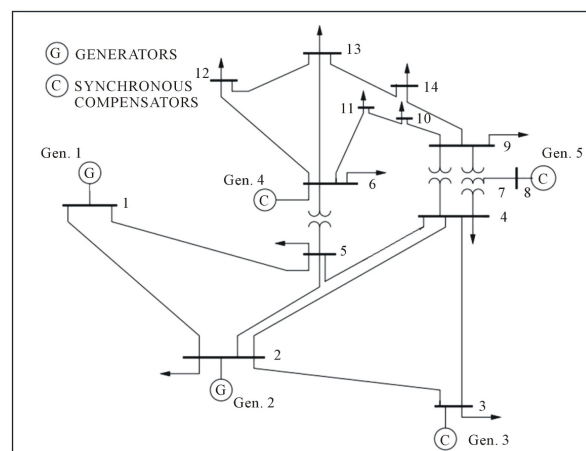 G GENERATORS
C SYNCHRONOUS
COMPENSATORS
13
12
14
11
10
9
Gen. 5
C
7
8
Gen. 1
G
Gen. 4
C
6
1
4
5
2
G
Gen. 2
3
C
Gen. 3